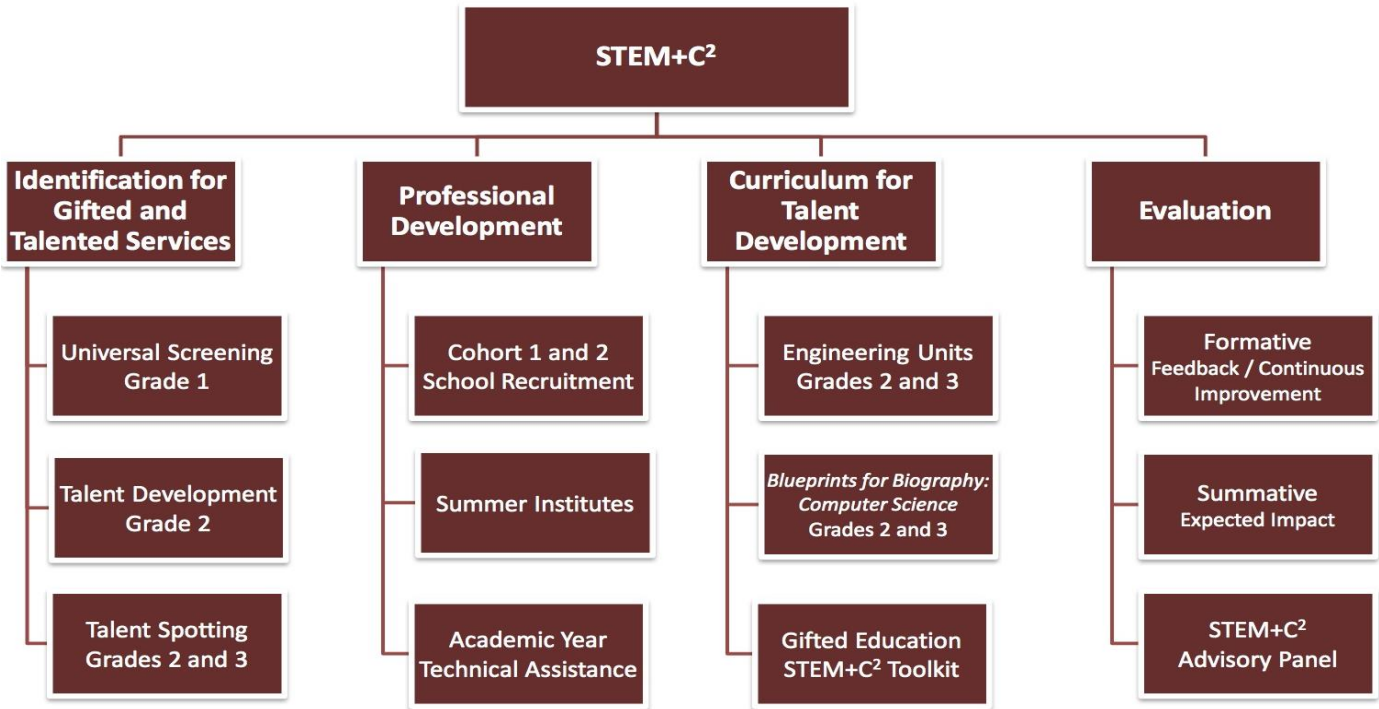 STEM+C²
Identification for
Gifted and
Talented Services
Professional
Development
Curriculum for
Talent
Development
Evaluation
Universal Screening
Grade 1
Cohort 1 and 2
School Recruitment
Engineering Units
Grades 2 and 3
Formative
Feedback / Continuous
Improvement
Talent Development
Grade 2
Summer Institutes
Blueprints for Biography:
Computer Science
Grades 2 and 3
Summative
Expected Impact
Talent Spotting
Grades 2 and 3
Academic Year
Technical Assistance
Gifted Education
STEM+C² Toolkit
STEM+C²
Advisory Panel